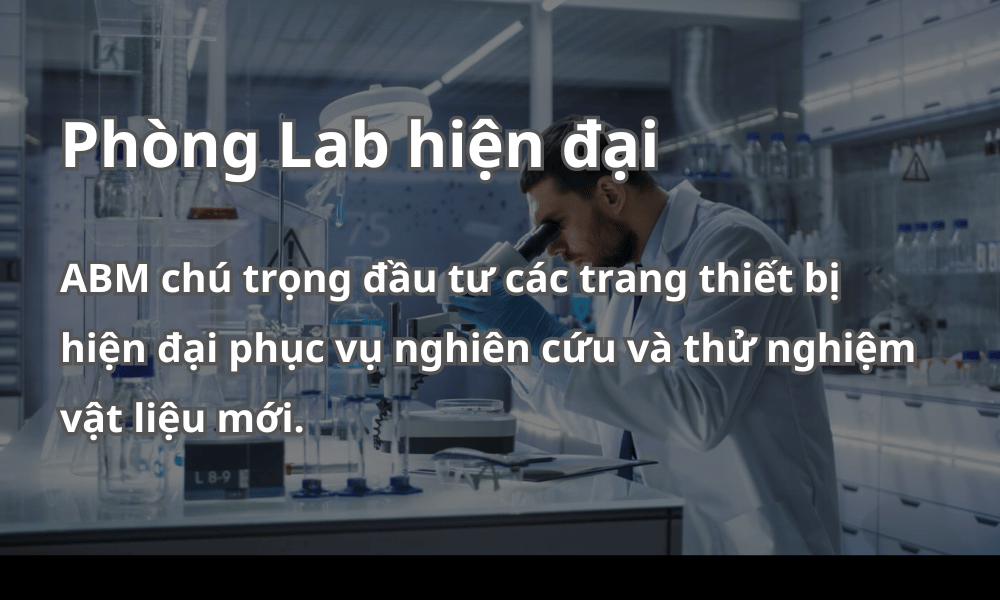 Phòng Lab hiện đại
ABM chú trọng đầu tư các trang thiết bị
hiện đại phục vụ nghiên cứu và thử nghiệm
vật liệu mới.
75
L 8-9